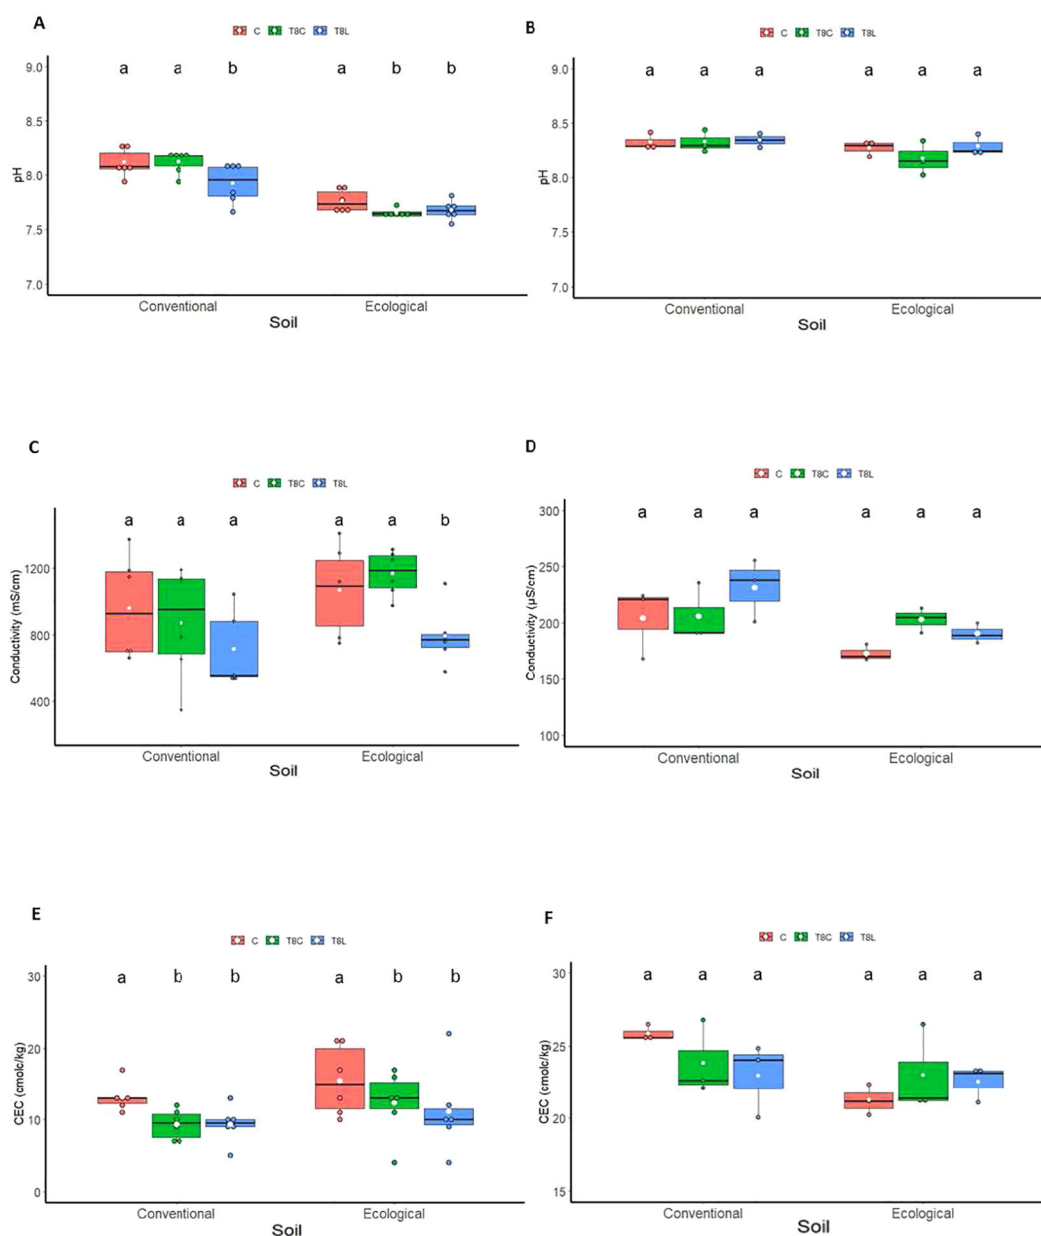 A
C T8C T8L
a a b a b b
9.0
8.5
8.0
7.5
7.0
pH
Conventional Ecological
Soil
B
C T8C T8L
a a a a a a
9.0
8.5
8.0
7.5
7.0
pH
Conventional Ecological
Soil
C
C T8C T8L
a a a a a b
1200
800
400
Conductivity (mS/cm)
Conventional Ecological
Soil
D
C T8C T8L
a a a a a a
300
250
200
150
100
Conductivity (µS/cm)
Conventional Ecological
Soil
E
C T8C T8L
a b b a b b
30
20
10
0
CEC (cmolc/kg)
Conventional Ecological
Soil
F
C T8C T8L
a a a a a a
30
25
20
15
CEC (cmolc/kg)
Conventional Ecological
Soil